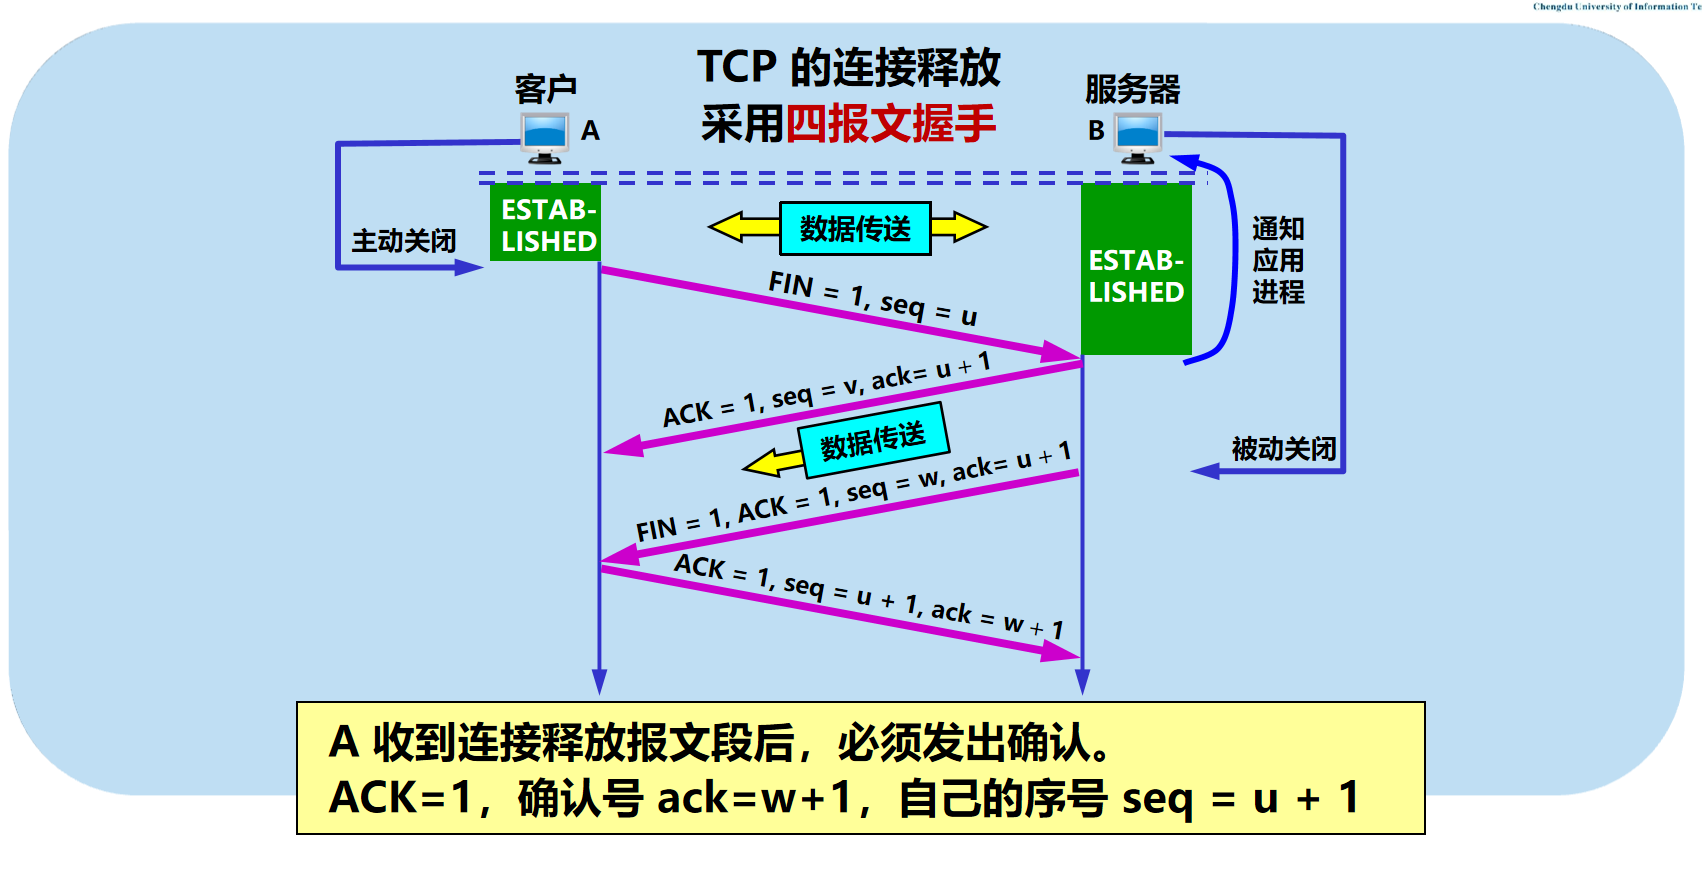 Chengdu University of Information Te
TCP 的连接释放
采用四报文握手
客户
A
服务器
B
ESTAB-
LISHED
数据传送
主动关闭
ESTAB-
LISHED
通知
应用
进程
FIN = 1, seq = u
ACK = 1, seq = v, ack= u + 1
数据传送
被动关闭
FIN = 1, ACK = 1, seq = w, ack= u + 1
ACK = 1, seq = u + 1, ack = w + 1
A 收到连接释放报文段后，必须发出确认。
ACK=1，确认号 ack=w+1，自己的序号 seq = u + 1